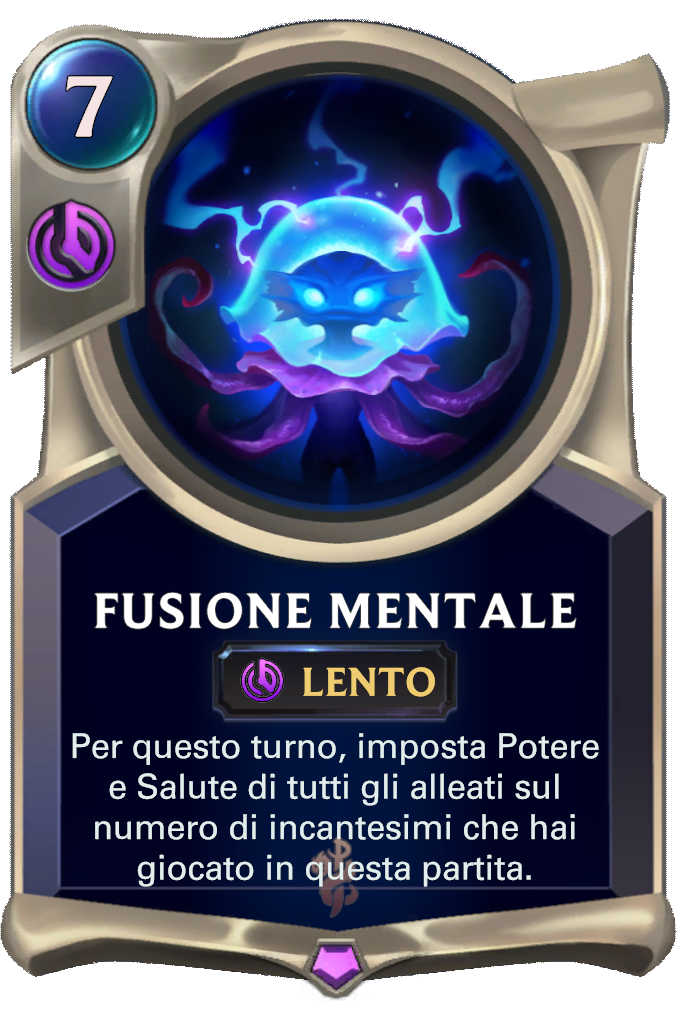 7
FUSIONE MENTALE
LENTO
Per questo turno, imposta Potere
e Salute di tutti gli alleati sul
numero di incantesimi che hai
giocato in questa partita.